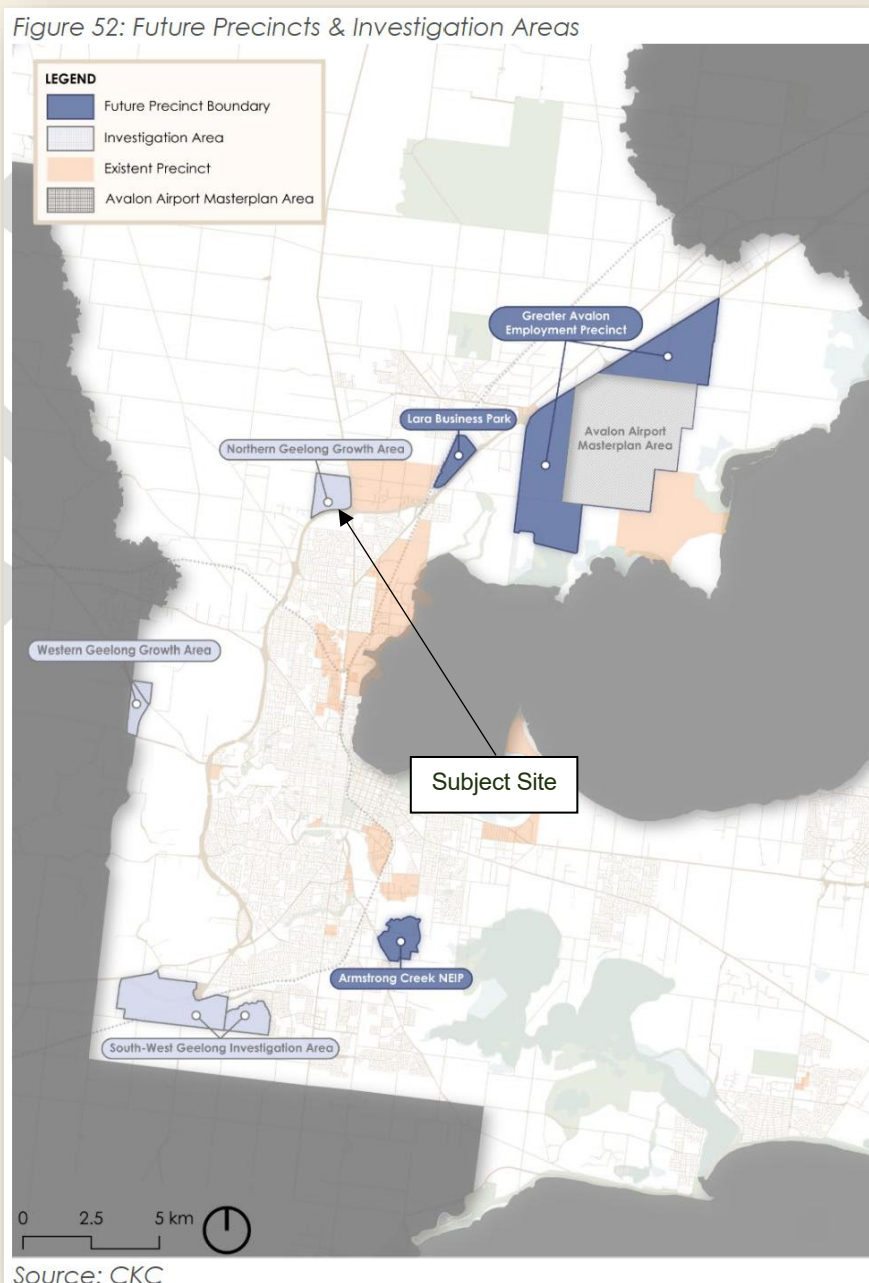 Figure 52: Future Precincts & Investigation Areas
LEGEND
Future Precinct Boundary
Investigation Area
Existent Precinct
Avalon Airport Masterplan Area
Greater Avalon
Employment Precinct
Lara Business Park
Avalon Airport
Masterplan Area
Northern Geelong Growth Area
Western Geelong Growth Area
Subject Site
Armstrong Creek NEIP
South-West Geelong Investigation Area
0 2.5 5 km
Source: CKC